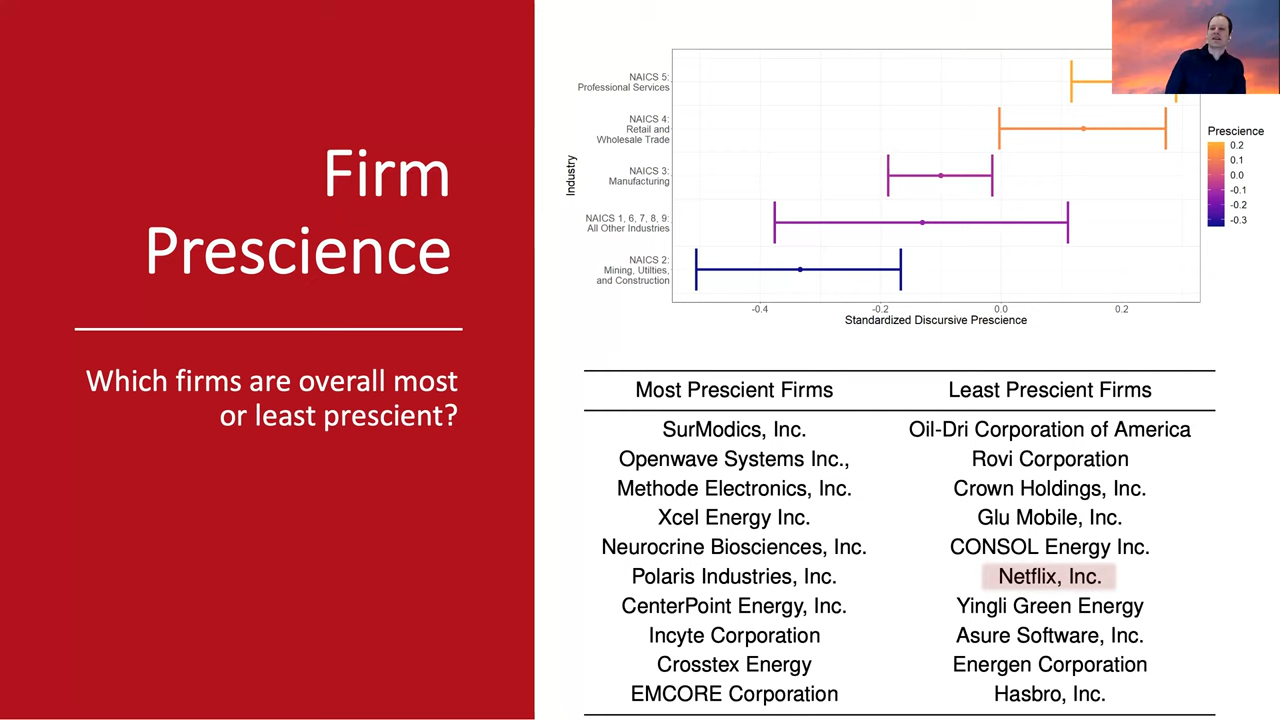 Firm
Prescience
Which firms are overall most
or least prescient?
NAICS 5:
Professional Services
NAICS 4:
Retail and
Wholesale Trade
NAICS 3:
Manufacturing
NAICS 1, 6, 7, 8, 9:
All Other Industries
NAICS 2:
Mining, Utilties,
and Construction
Industry
-0.4 -0.2 0.0 0.2
Standardized Discursive Prescience
Prescience
0.2
0.1
0.0
-0.1
-0.2
-0.3
Most Prescient Firms Least Prescient Firms
SurModics, Inc. Oil-Dri Corporation of America
Openwave Systems Inc., Rovi Corporation
Methode Electronics, Inc. Crown Holdings, Inc.
Xcel Energy Inc. Glu Mobile, Inc.
Neurocrine Biosciences, Inc. CONSOL Energy Inc.
Polaris Industries, Inc. Netflix, Inc.
CenterPoint Energy, Inc. Yingli Green Energy
Incyte Corporation Asure Software, Inc.
Crosstex Energy Energen Corporation
EMCORE Corporation Hasbro, Inc.